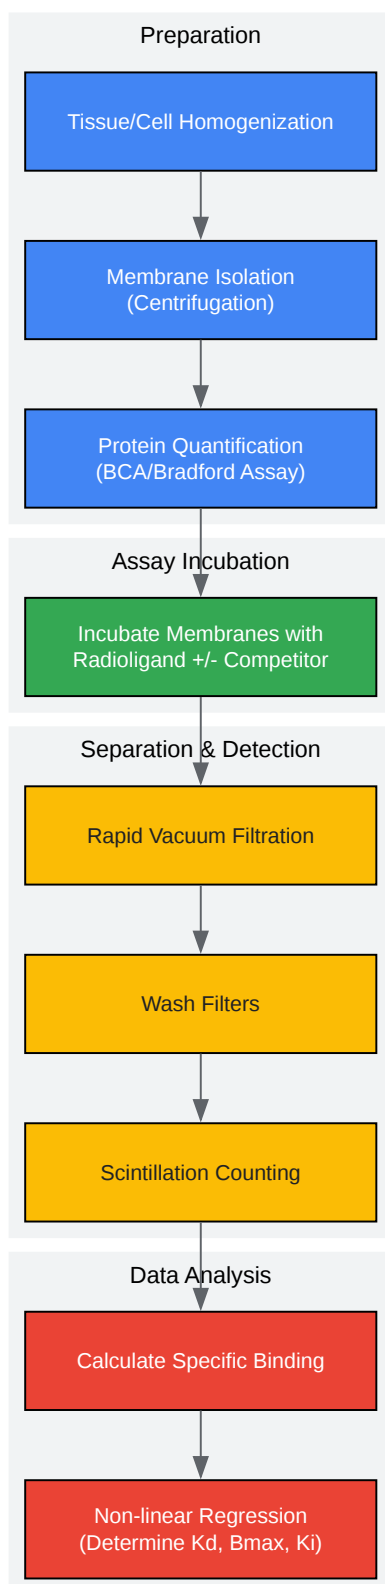 Preparation
Tissue/Cell Homogenization
Membrane Isolation
(Centrifugation)
Protein Quantification
(BCA/Bradford Assay)
Assay Incubation
Incubate Membranes with
Radioligand +/- Competitor
Separation & Detection
Rapid Vacuum Filtration
Wash Filters
Scintillation Counting
Data Analysis
Calculate Specific Binding
Non-linear Regression
(Determine Kd, Bmax, Ki)